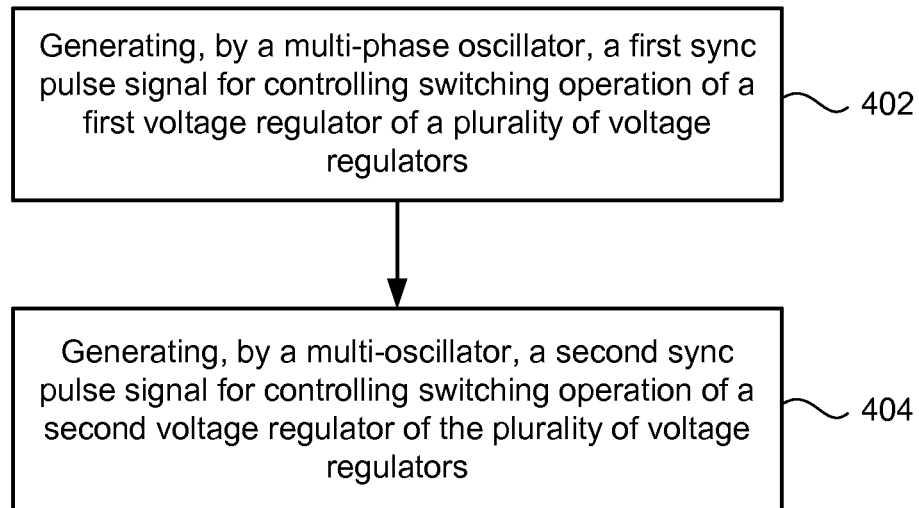 Generating, by a multi-phase oscillator, a first sync
pulse signal for controlling switching operation of a
first voltage regulator of a plurality of voltage
regulators
402
Generating, by a multi-oscillator, a second sync
pulse signal for controlling switching operation of a
second voltage regulator of the plurality of voltage
regulators
404